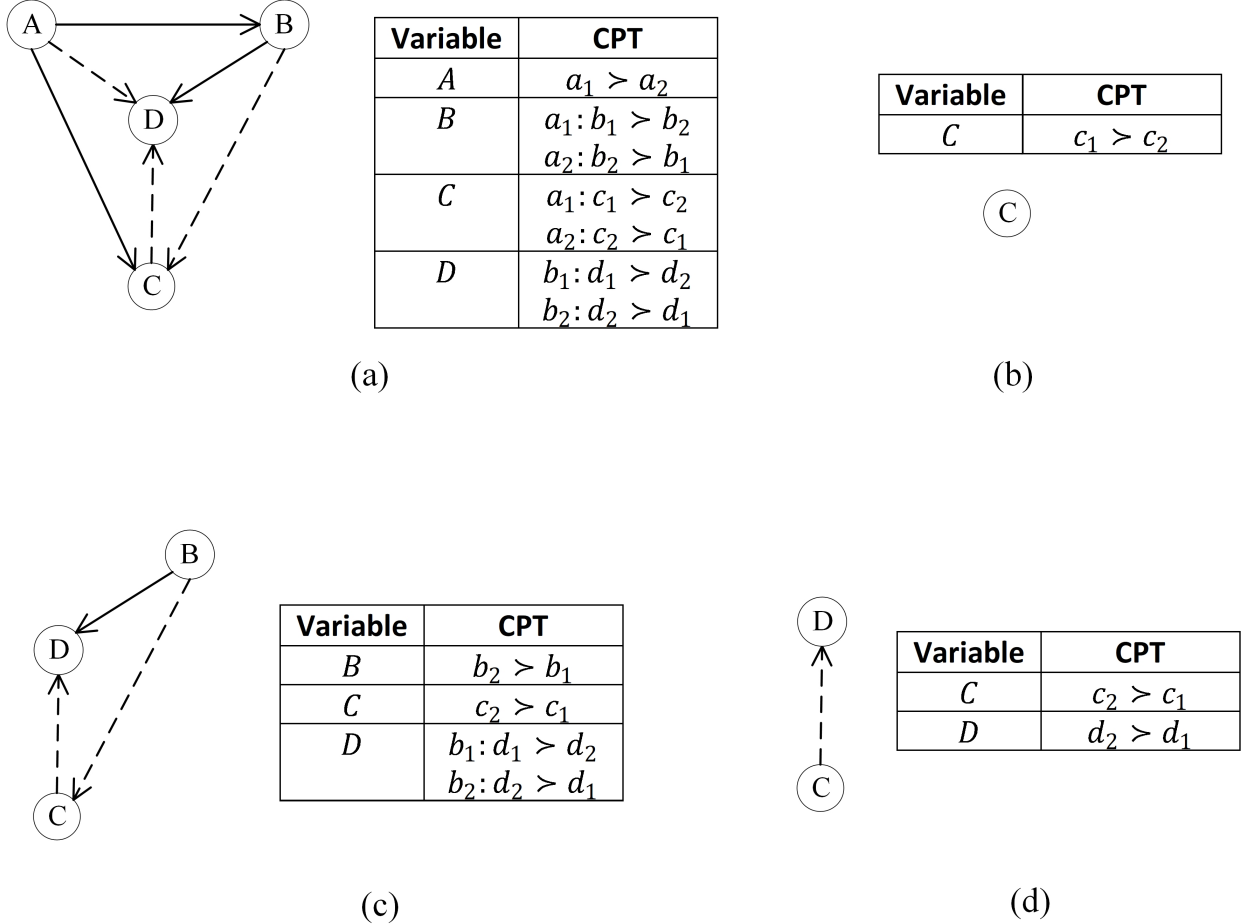 A
B
D
C
Variable CPT
A a₁ ≻ a₂
B a₁: b₁ ≻ b₂
a₂: b₂ ≻ b₁
C a₁: c₁ ≻ c₂
a₂: c₂ ≻ c₁
D b₁: d₁ ≻ d₂
b₂: d₂ ≻ d₁
(a)
Variable CPT
C c₁ ≻ c₂
C
(b)
B
D
C
Variable CPT
B b₂ ≻ b₁
C c₂ ≻ c₁
D b₁: d₁ ≻ d₂
b₂: d₂ ≻ d₁
(c)
D
C
Variable CPT
C c₂ ≻ c₁
D d₂ ≻ d₁
(d)